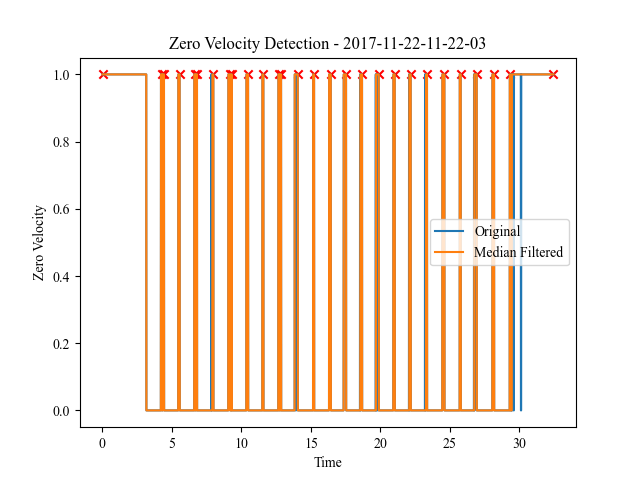 Zero Velocity Detection - 2017-11-22-11-22-03
1.0
0.8
0.6
0.4
0.2
0.0
Zero Velocity
Original
Median Filtered
0 5 10 15 20 25 30
Time